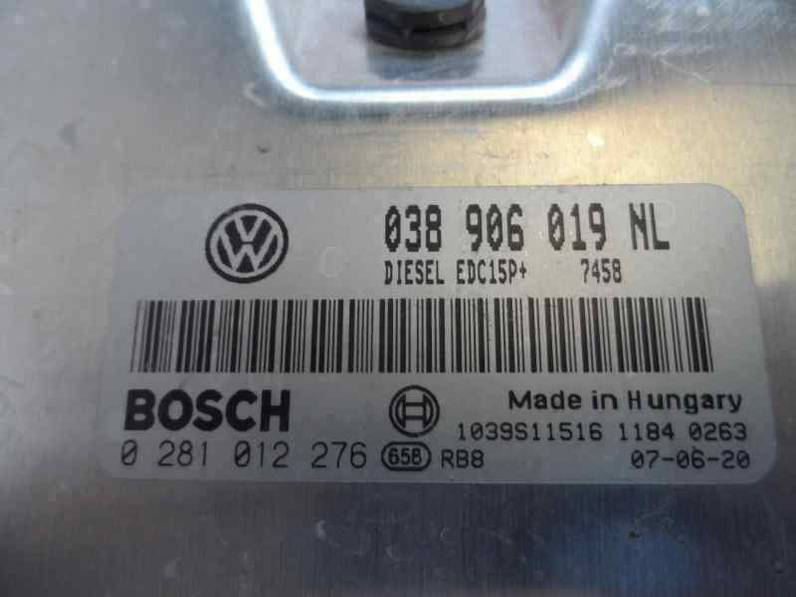 038 906 019 NL
DIESEL EDC15P+ 7458
BOSCH
Made in Hungary
1039S11516 1184 0263
0 281 012 276 658 RB8 07-06-20